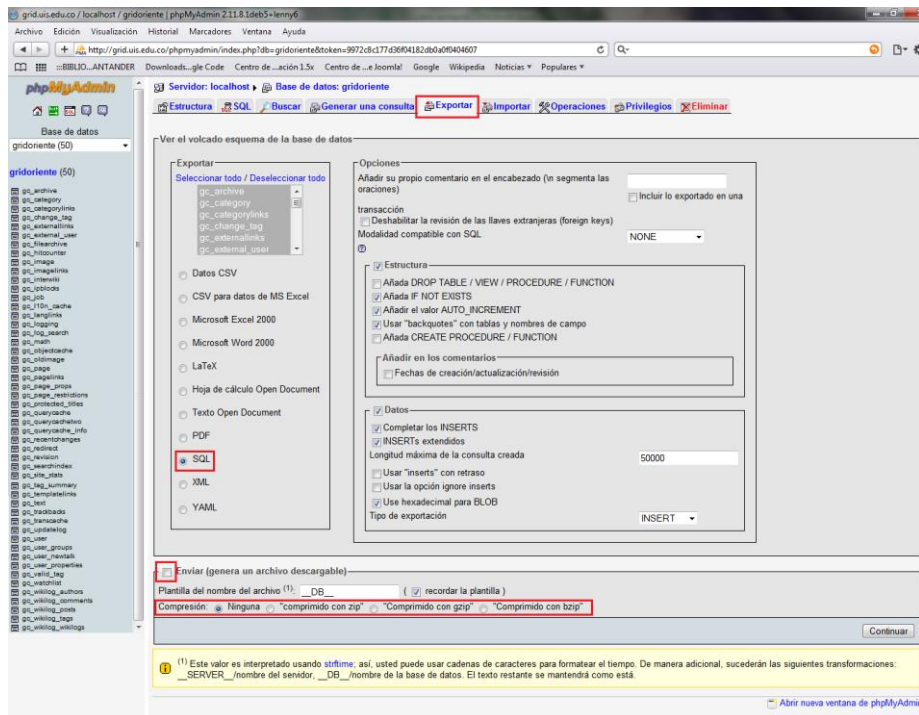 grid.uis.edu.co / localhost / gridoriente | phpMyAdmin 2.11.8.1deb5+lenny6
Archivo Edición Visualización Historial Marcadores Ventana Ayuda
http://grid.uis.edu.co/phpmyadmin/index.php?db=gridoriente&token=9972c8c177d36f04182db0a0f0404607
:::BIBLIO...ANTANDER Downloads...gle Code Centro de ...ación 1.5x Centro de ...e Joomla! Google Wikipedia Noticias Populares
phpMyAdmin
Base de datos
gridoriente (50)
gridoriente (50)
gc_archive
gc_category
gc_categorylinks
gc_change_tag
gc_externallinks
gc_external_user
gc_filearchive
gc_hitcounter
gc_image
gc_imagelinks
gc_interwiki
gc_ipblocks
gc_job
gc_l10n_cache
gc_langlinks
gc_logging
gc_log_search
gc_math
gc_objectcache
gc_oldimage
gc_page
gc_pagelinks
gc_page_props
gc_page_restrictions
gc_protected_titles
gc_querycache
gc_querycachetwo
gc_querycache_info
gc_recentchanges
gc_redirect
gc_revision
gc_searchindex
gc_site_stats
gc_tag_summary
gc_templatelinks
gc_text
gc_trackbacks
gc_transcache
gc_updatelog
gc_user
gc_user_groups
gc_user_newtalk
gc_user_properties
gc_valid_tag
gc_watchlist
gc_wikilog_authors
gc_wikilog_comments
gc_wikilog_posts
gc_wikilog_tags
gc_wikilog_wikilogs
Servidor: localhost Base de datos: gridoriente
Estructura SQL Buscar Generar una consulta Exportar Importar Operaciones Privilegios Eliminar
Ver el volcado esquema de la base de datos
Exportar
Seleccionar todo / Deseleccionar todo
gc_archive
gc_category
gc_categorylinks
gc_change_tag
gc_externallinks
gc_external_user
Datos CSV
CSV para datos de MS Excel
Microsoft Excel 2000
Microsoft Word 2000
LaTeX
Hoja de cálculo Open Document
Texto Open Document
PDF
SQL
XML
YAML
Opciones
Añadir su propio comentario en el encabezado (\n segmenta las
oraciones)
Incluir lo exportado en una
transacción
Deshabilitar la revisión de las llaves extranjeras (foreign keys)
Modalidad compatible con SQL NONE
Estructura
Añada DROP TABLE / VIEW / PROCEDURE / FUNCTION
Añada IF NOT EXISTS
Añadir el valor AUTO_INCREMENT
Usar "backquotes" con tablas y nombres de campo
Añada CREATE PROCEDURE / FUNCTION
Añadir en los comentarios
Fechas de creación/actualización/revisión
Datos
Completar los INSERTS
INSERTs extendidos
Longitud máxima de la consulta creada 50000
Usar "inserts" con retraso
Usar la opción ignore inserts
Use hexadecimal para BLOB
Tipo de exportación INSERT
Enviar (genera un archivo descargable)
Plantilla del nombre del archivo (1): __DB__ ( recordar la plantilla )
Compresión: Ninguna "comprimido con zip" "Comprimido con gzip" "Comprimido con bzip"
Continuar
(1) Este valor es interpretado usando strftime; así, usted puede usar cadenas de caracteres para formatear el tiempo. De manera adicional, sucederán las siguientes transformaciones:
__SERVER__/nombre del servidor, __DB__/nombre de la base de datos. El texto restante se mantendrá como está.
Abrir nueva ventana de phpMyAdmin